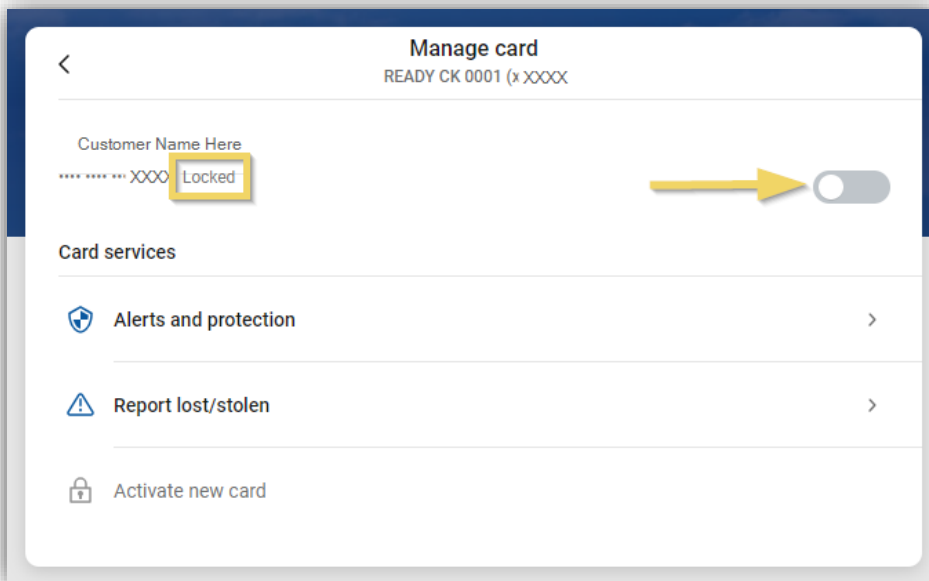 Manage card
READY CK 0001 (x XXXX
Customer Name Here
•••• •••• ••• XXXX Locked
Card services
Alerts and protection
Report lost/stolen
Activate new card